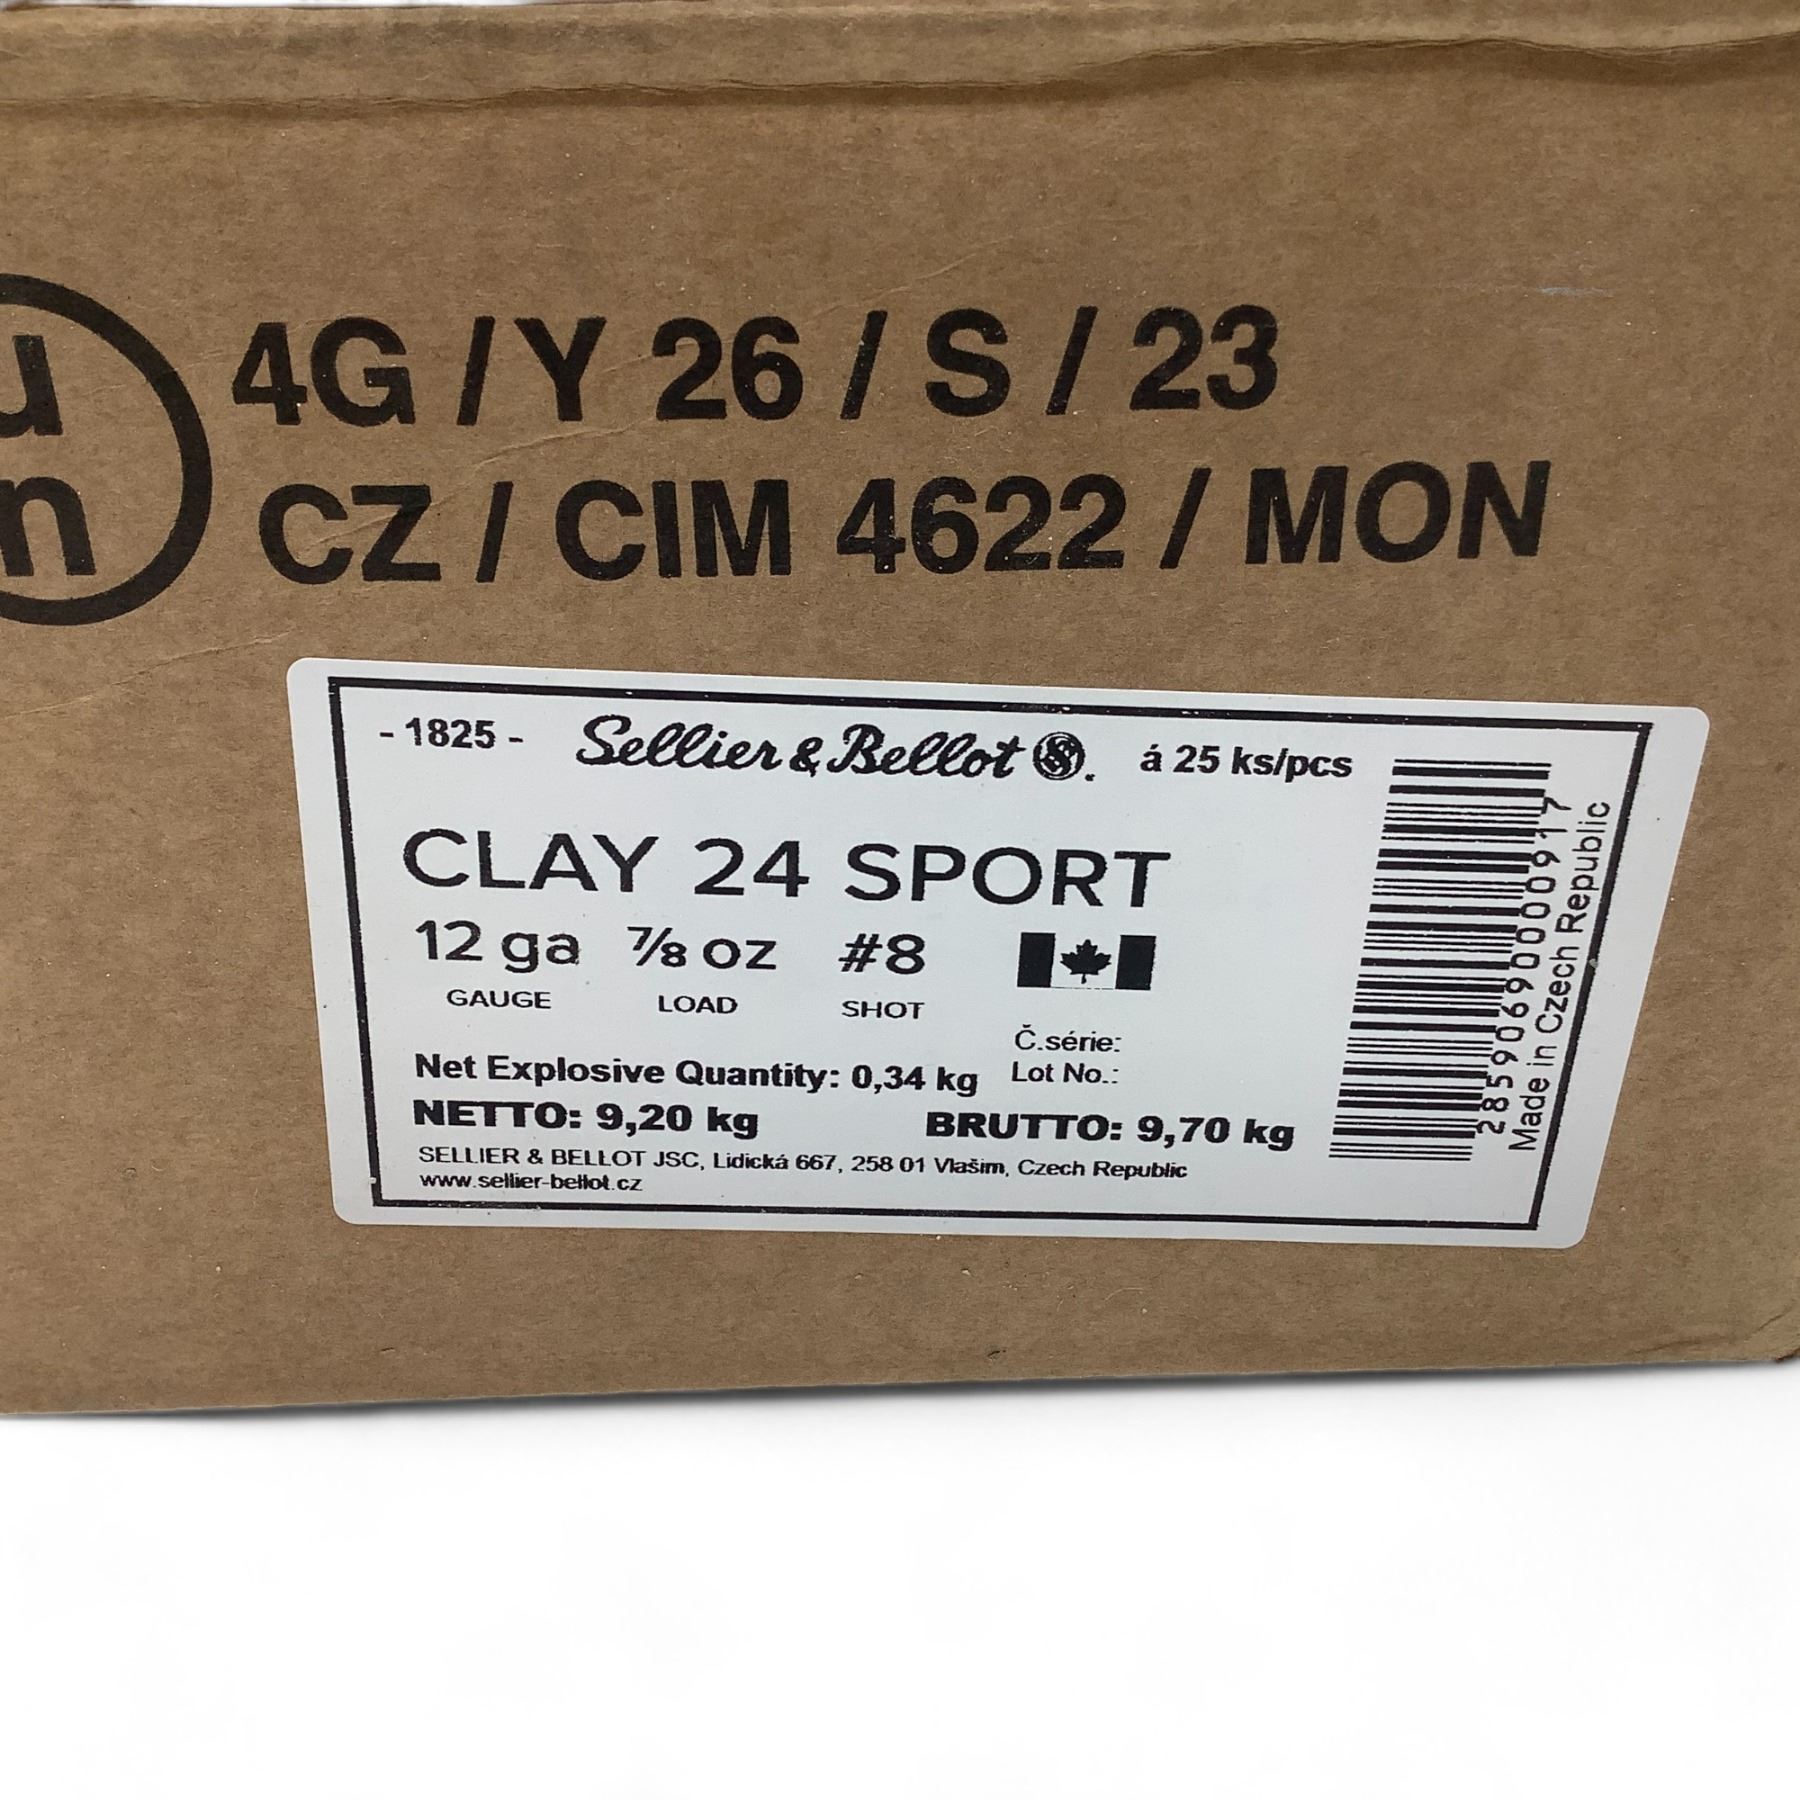 u
n
4G / Y 26 / S / 23
CZ / CIM 4622 / MON
- 1825 - Sellier & Bellot S. á 25 ks/pcs
CLAY 24 SPORT
12 ga ⅞ oz #8
GAUGE LOAD SHOT
Č.série:
Net Explosive Quantity: 0,34 kg Lot No.:
NETTO: 9,20 kg BRUTTO: 9,70 kg
SELLIER & BELLOT JSC, Lidická 667, 258 01 Vlašim, Czech Republic
www.sellier-bellot.cz
2859069000000917
Made in Czech Republic